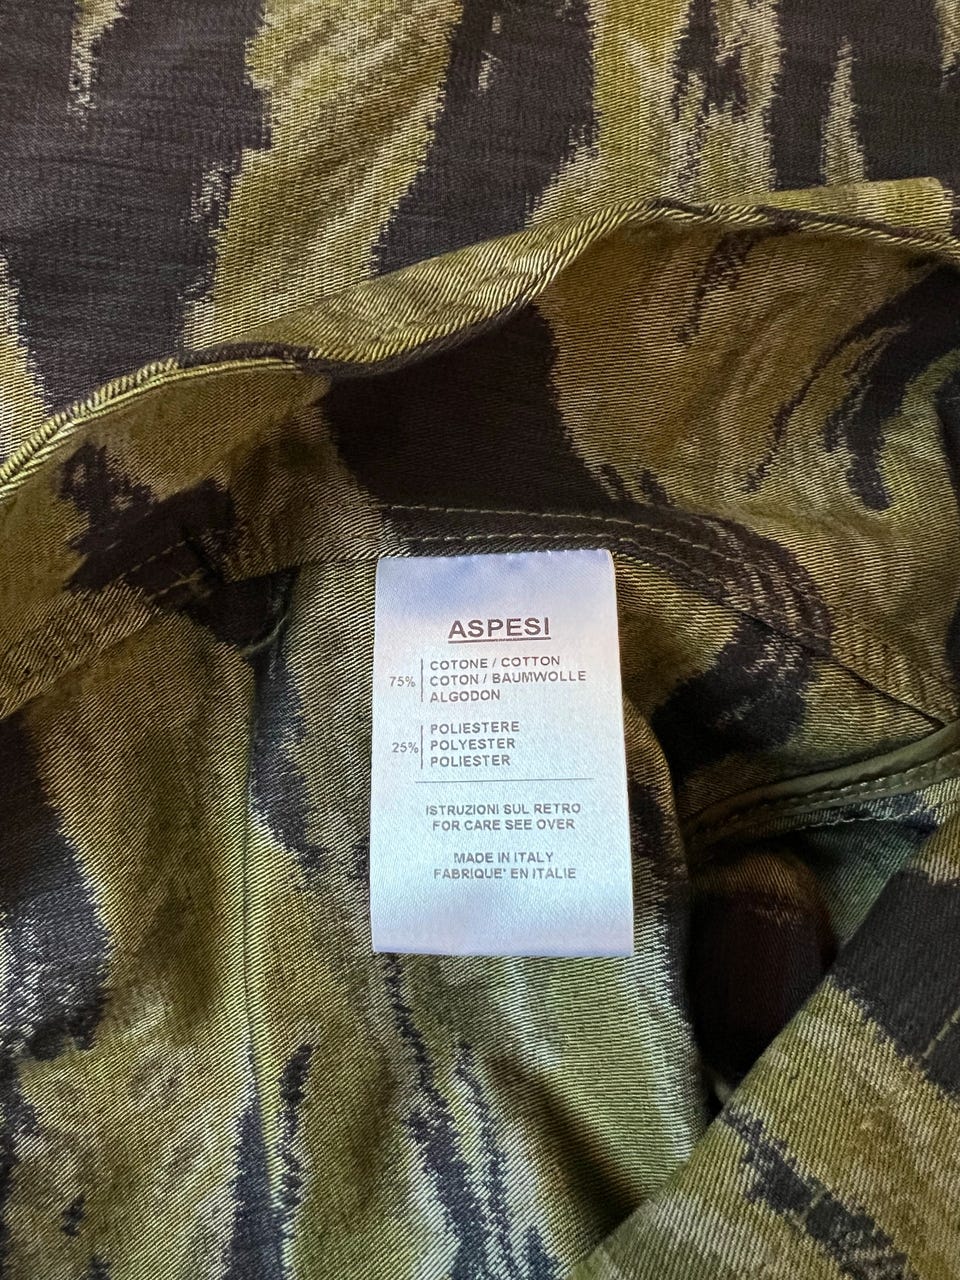 ASPESI
75% COTONE / COTTON
COTON / BAUMWOLLE
ALGODON
25% POLIESTERE
POLYESTER
POLIESTER
ISTRUZIONI SUL RETRO
FOR CARE SEE OVER
MADE IN ITALY
FABRIQUE' EN ITALIE